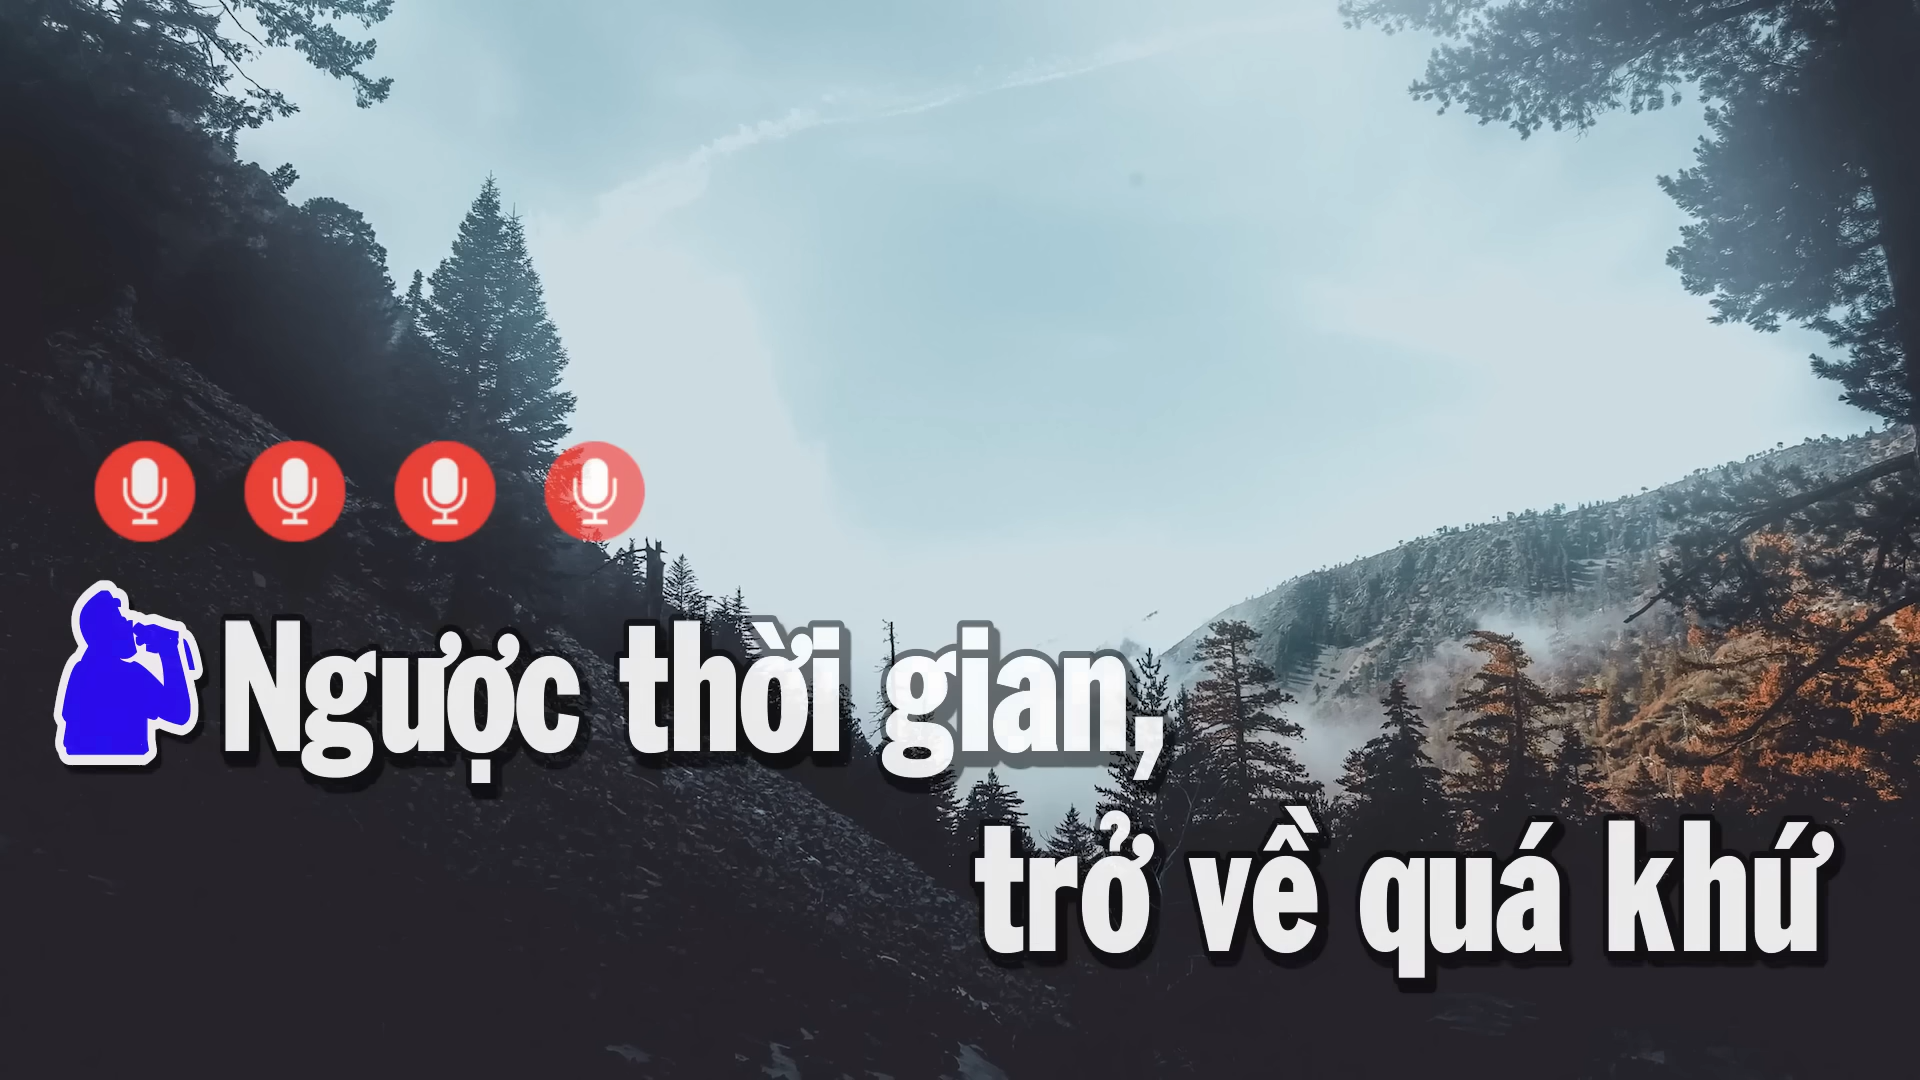 Ngược thời gian,
trở về quá khứ